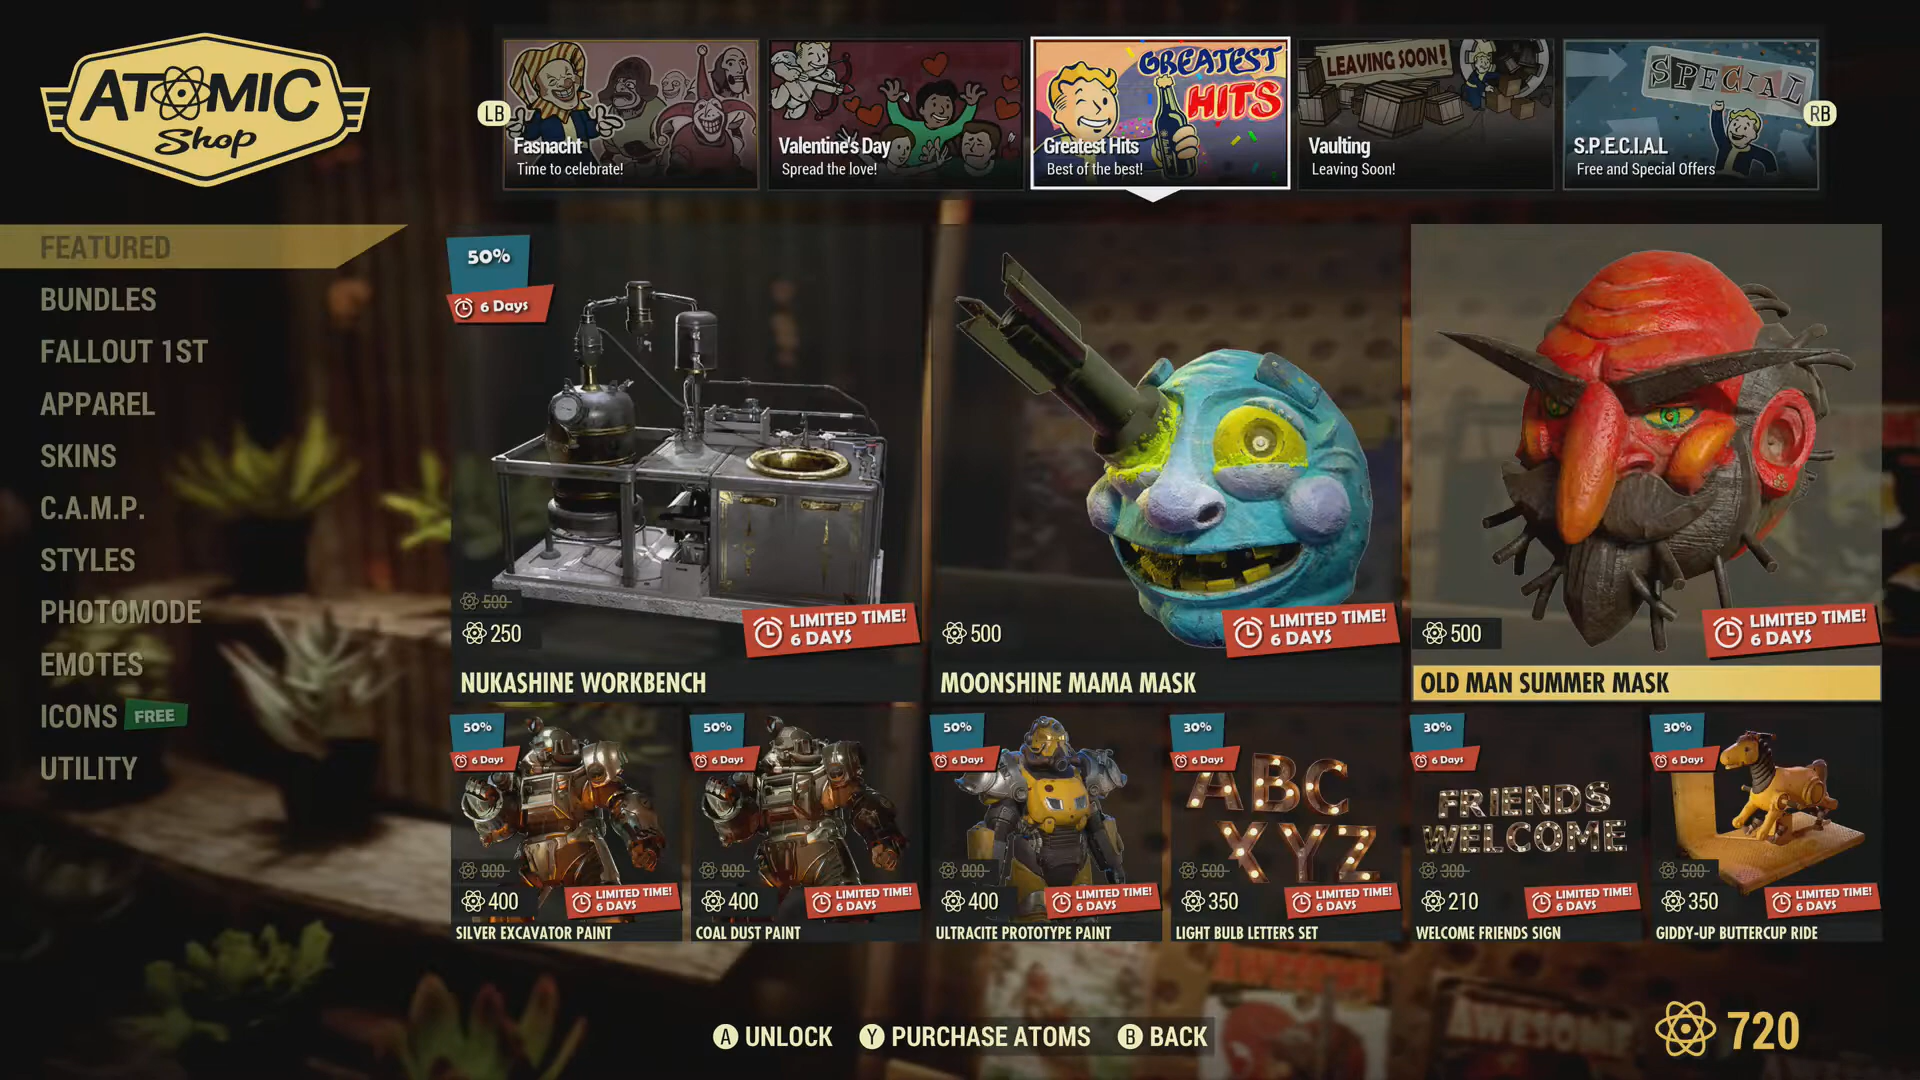 ATOMIC
Shop
LB
Fasnacht
Time to celebrate!
Valentine's Day
Spread the love!
GREATEST
HITS
Greatest Hits
Best of the best!
LEAVING SOON!
Vaulting
Leaving Soon!
SPECIAL
S.P.E.C.I.A.L
Free and Special Offers
RB
FEATURED
BUNDLES
FALLOUT 1ST
APPAREL
SKINS
C.A.M.P.
STYLES
PHOTOMODE
EMOTES
ICONS FREE
UTILITY
50%
6 Days
500
250
LIMITED TIME!
6 DAYS
NUKASHINE WORKBENCH
500
LIMITED TIME!
6 DAYS
MOONSHINE MAMA MASK
500
LIMITED TIME!
6 DAYS
OLD MAN SUMMER MASK
50%
6 Days
800
400
LIMITED TIME!
6 DAYS
SILVER EXCAVATOR PAINT
50%
6 Days
800
400
LIMITED TIME!
6 DAYS
COAL DUST PAINT
50%
6 Days
800
400
LIMITED TIME!
6 DAYS
ULTRACITE PROTOTYPE PAINT
30%
6 Days
ABC
XYZ
500
350
LIMITED TIME!
6 DAYS
LIGHT BULB LETTERS SET
30%
6 Days
FRIENDS
WELCOME
300
210
LIMITED TIME!
6 DAYS
WELCOME FRIENDS SIGN
30%
6 Days
500
350
LIMITED TIME!
6 DAYS
GIDDY-UP BUTTERCUP RIDE
AWESOME
A UNLOCK
Y PURCHASE ATOMS
B BACK
720